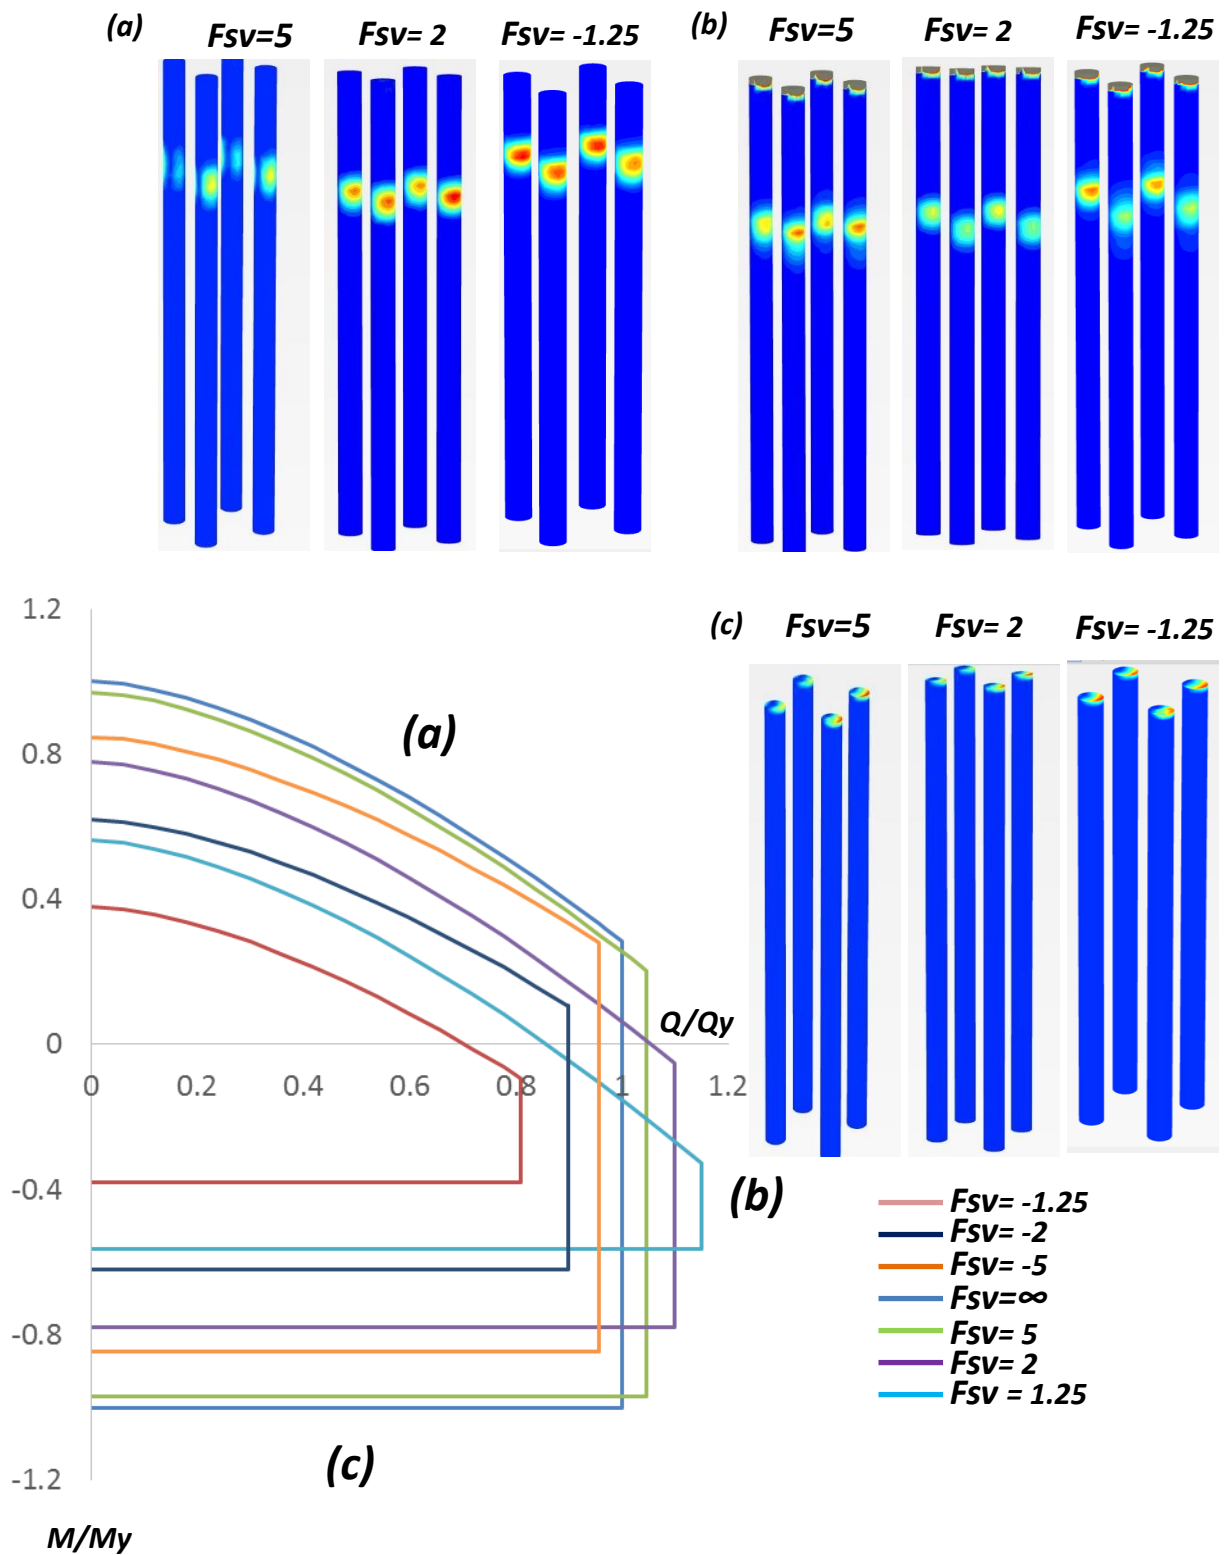 (a) Fsv=5 Fsv= 2 Fsv= -1.25
(b) Fsv=5 Fsv= 2 Fsv= -1.25
(c) Fsv=5 Fsv= 2 Fsv= -1.25
1.2
0.8
0.4
0
-0.4
-0.8
-1.2
0 0.2 0.4 0.6 0.8 1 1.2
Q/Qy
M/My
(a)
(b)
(c)
Fsv= -1.25
Fsv= -2
Fsv= -5
Fsv=∞
Fsv= 5
Fsv= 2
Fsv = 1.25